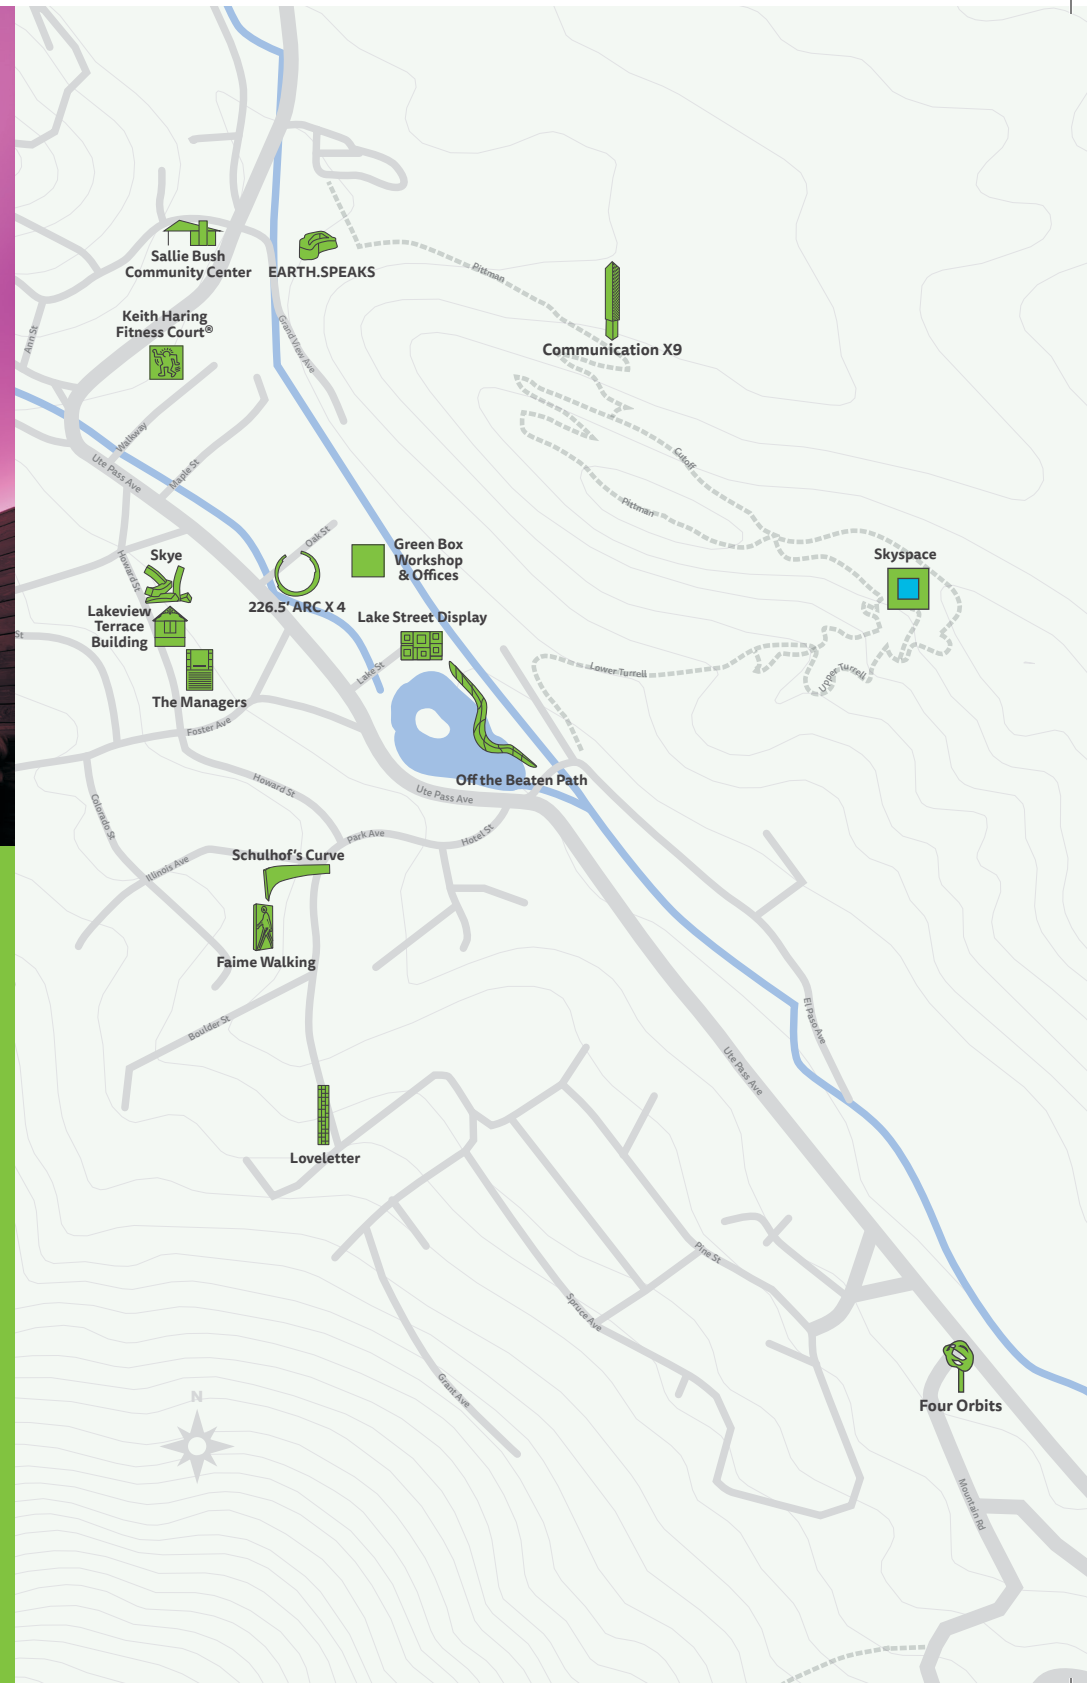 Sallie Bush
Community Center
EARTH.SPEAKS
Pittman
Keith Haring
Fitness Court®
Ann St
Grand View Ave
Communication X9
Walkway
Ute Pass Ave
Maple St
Cutoff
Pittman
Oak St
Howard St
Skye
Green Box
Workshop
& Offices
Skyspace
226.5' ARC X 4
Lakeview
Terrace
Building
Lake Street Display
St
Lake St
Lower Turrell
Upper Turrell
The Managers
Foster Ave
Off the Beaten Path
Howard St
Ute Pass Ave
Colorado St
Park Ave
Hotel St
Schulhof's Curve
Illinois Ave
Faime Walking
Boulder St
El Paso Ave
Ute Pass Ave
Loveletter
Pine St
Spruce Ave
Grant Ave
N
Four Orbits
Mountain Rd